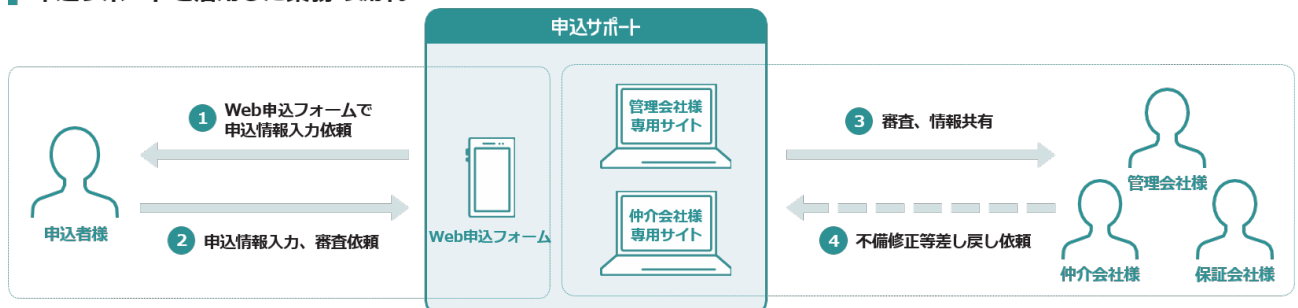 申込サポート
1 Web申込フォームで
申込情報入力依頼
申込者様
2 申込情報入力、審査依頼
Web申込フォーム
管理会社様
専用サイト
仲介会社様
専用サイト
3 審査、情報共有
4 不備修正等差し戻し依頼
管理会社様
仲介会社様
保証会社様